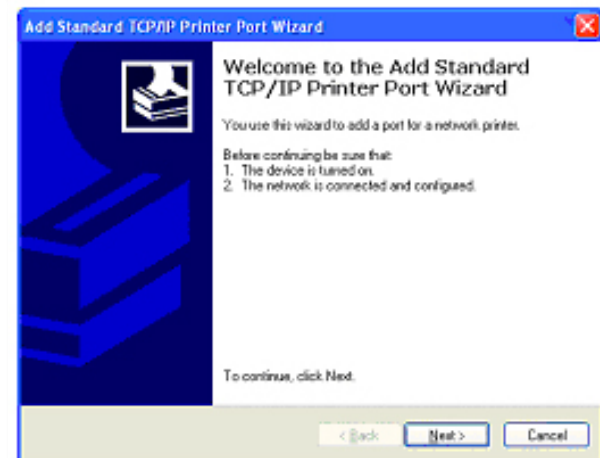 Add Standard TCP/IP Printer Port Wizard
Welcome to the Add Standard
TCP/IP Printer Port Wizard
You use this wizard to add a port for a network printer.
Before continuing be sure that:
1. The device is turned on.
2. The network is connected and configured.
To continue, click Next.
< Back
Next >
Cancel